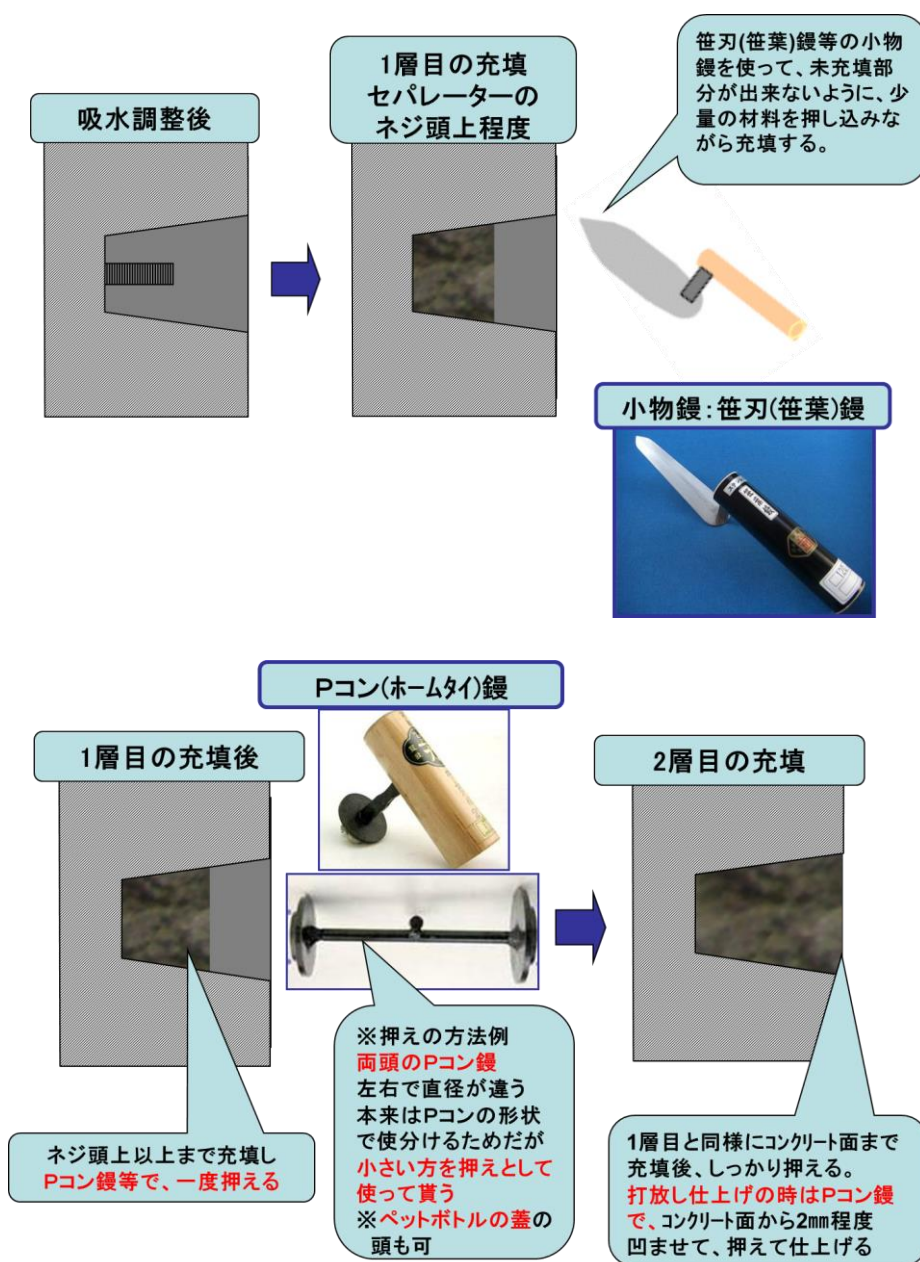 吸水調整後
1層目の充填
セパレーターの
ネジ頭上程度
笹刃(笹葉)鏝等の小物
鏝を使って、未充填部
分が出来ないように、少
量の材料を押し込みな
がら充填する。
小物鏝:笹刃(笹葉)鏝
Pコン(ホームタイ)鏝
1層目の充填後
2層目の充填
ネジ頭上以上まで充填し
Pコン鏝等で、一度押える
※押えの方法例
両頭のPコン鏝
左右で直径が違う
本来はPコンの形状
で使分けるためだが
小さい方を押えとして
使って貰う
※ペットボトルの蓋の
頭も可
1層目と同様にコンクリート面まで
充填後、しっかり押える。
打放し仕上げの時はPコン鏝
で、コンクリート面から2㎜程度
凹ませて、押えて仕上げる